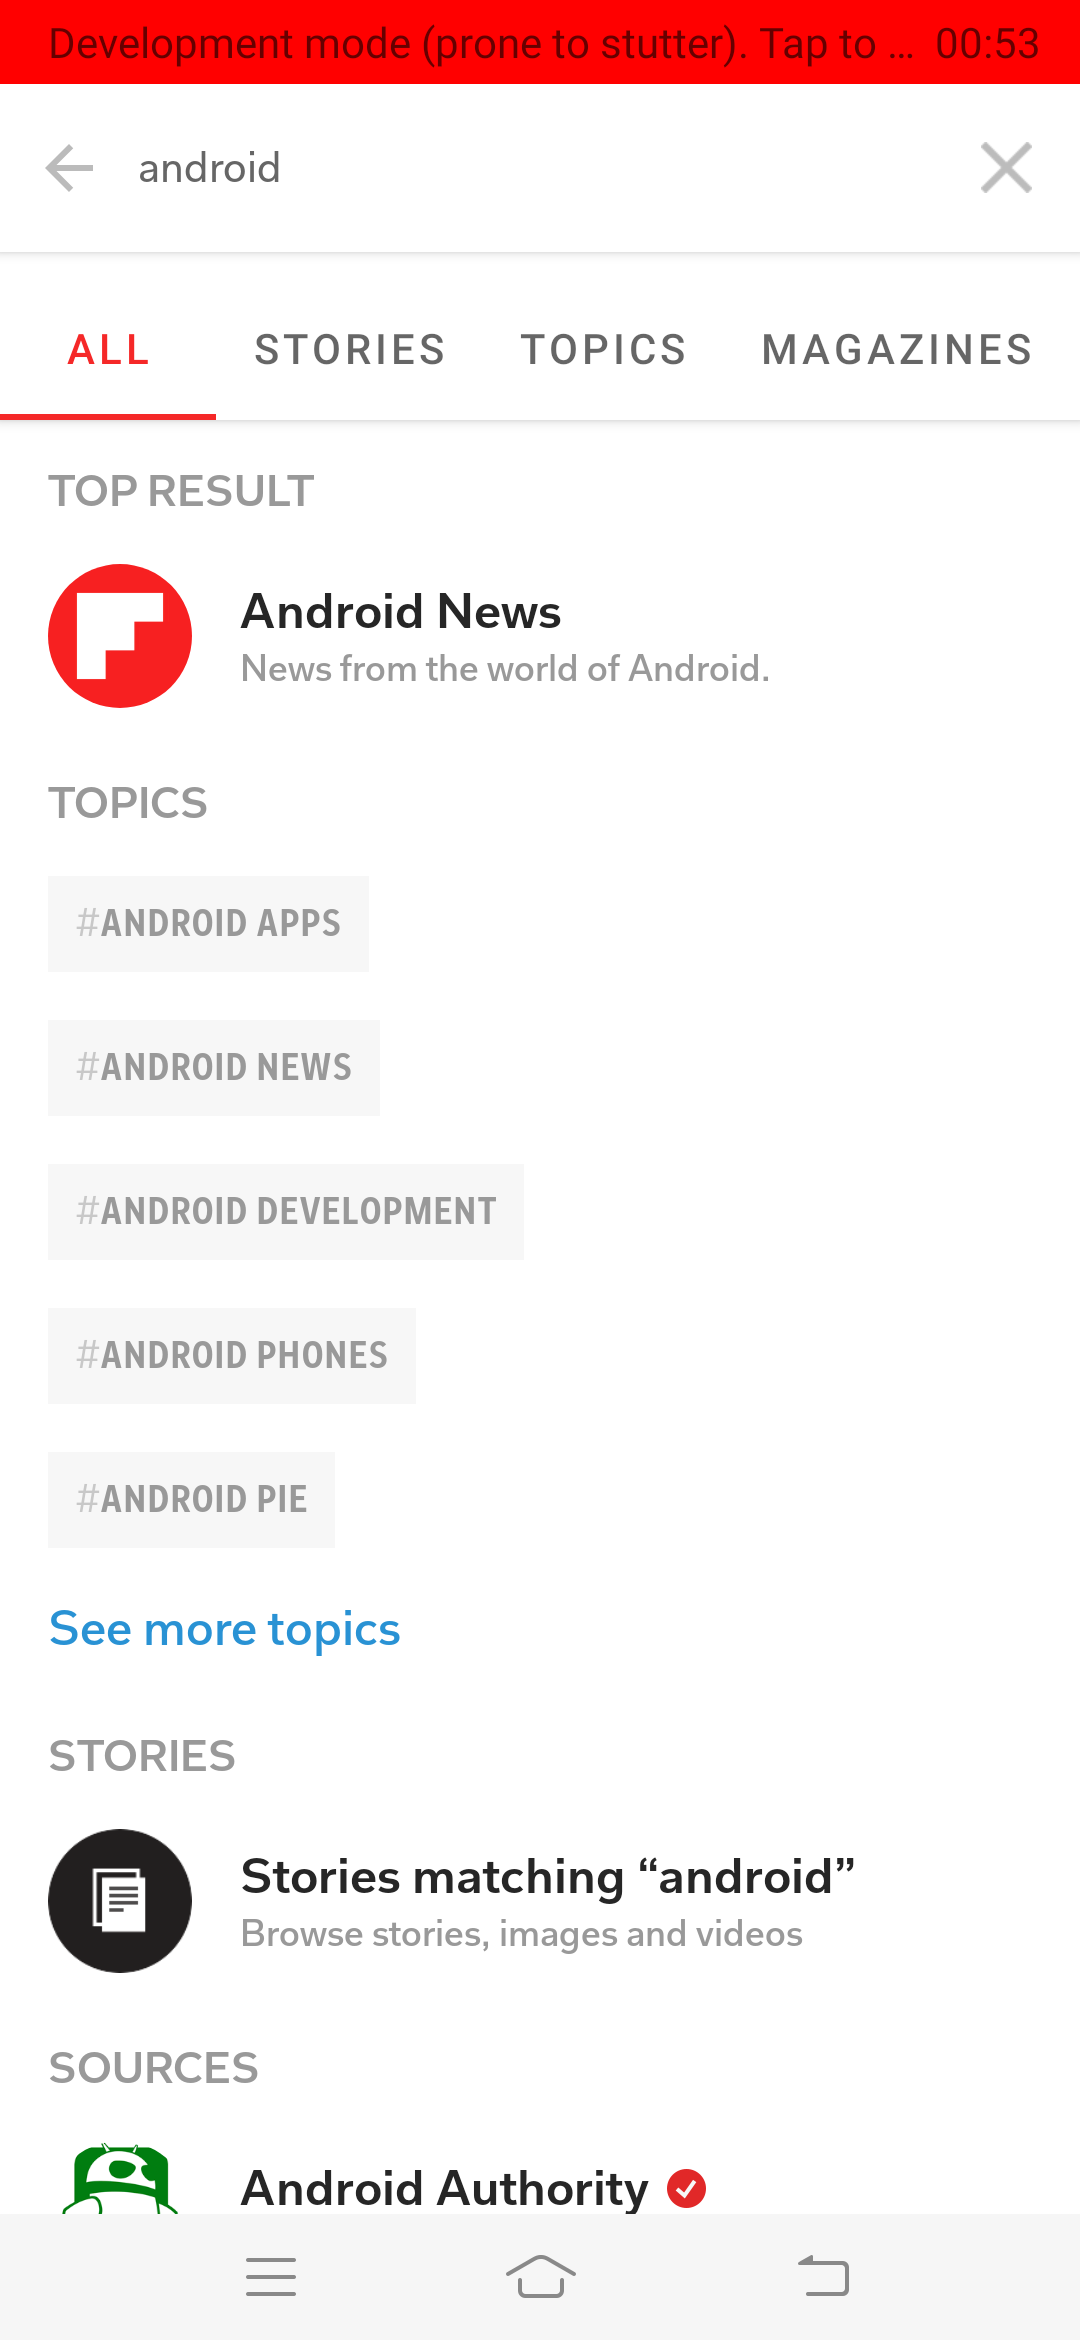 Development mode (prone to stutter). Tap to ... 00:53
android
ALL STORIES TOPICS MAGAZINES
TOP RESULT
Android News
News from the world of Android.
TOPICS
#ANDROID APPS
#ANDROID NEWS
#ANDROID DEVELOPMENT
#ANDROID PHONES
#ANDROID PIE
See more topics
STORIES
Stories matching “android”
Browse stories, images and videos
SOURCES
Android Authority